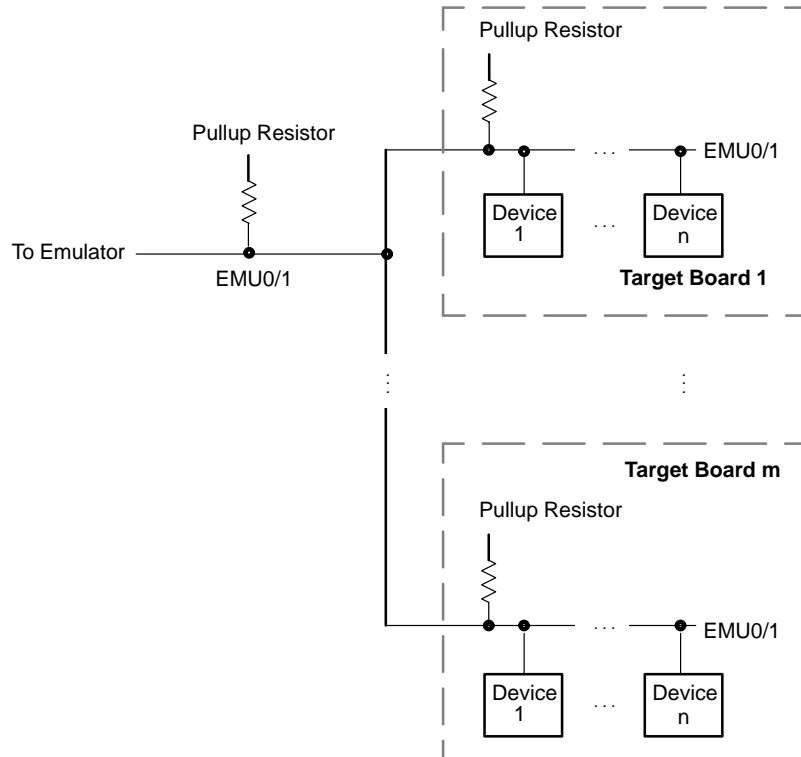 Pullup Resistor
Pullup Resistor
EMU0/1
. . .
Device
1
. . .
Device
n
To Emulator
EMU0/1
Target Board 1
Target Board m
Pullup Resistor
. . .
EMU0/1
Device
1
. . .
Device
n